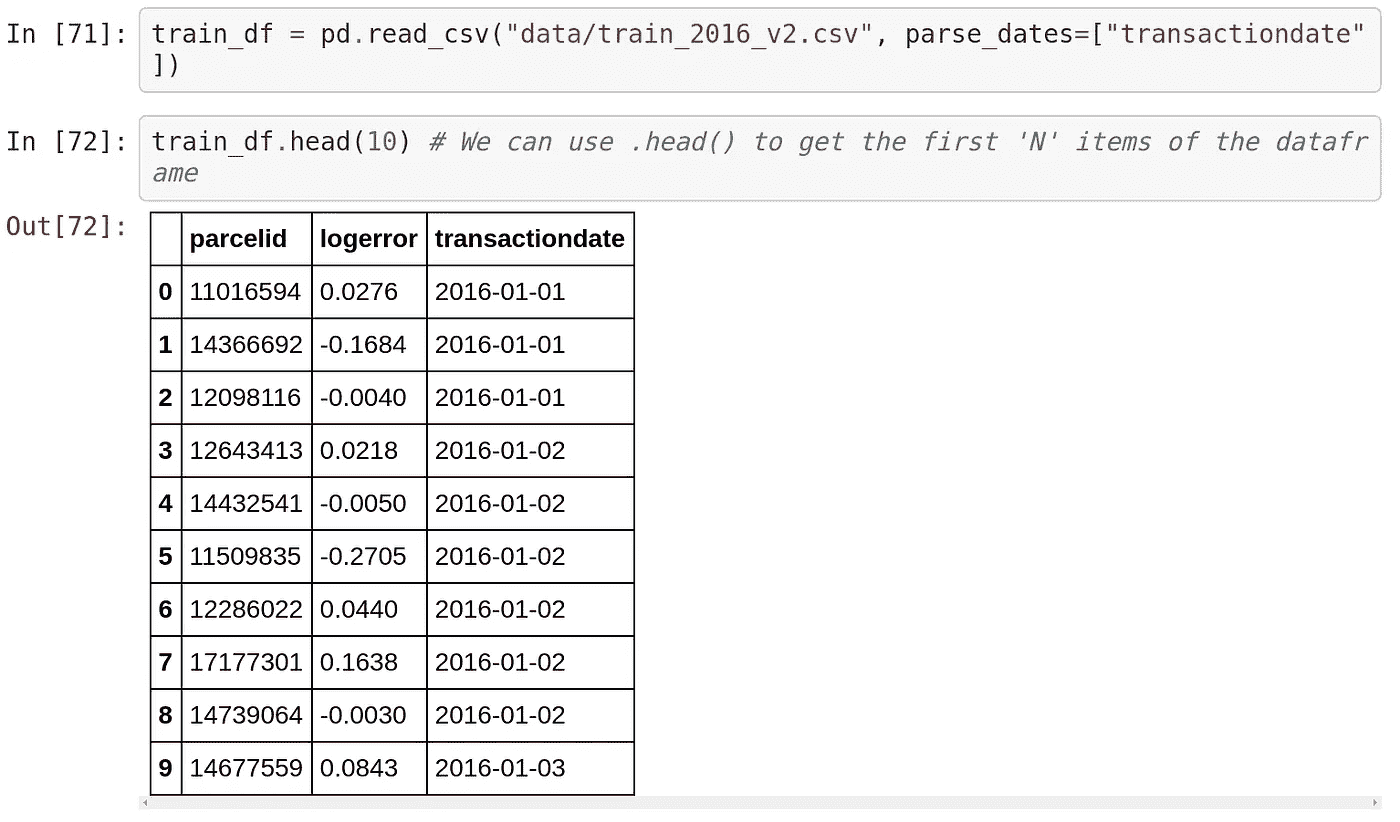 In [71]: train_df = pd.read_csv("data/train_2016_v2.csv", parse_dates=["transactiondate"
])
In [72]: train_df.head(10) # We can use .head() to get the first 'N' items of the datafr
ame
Out[72]:
parcelid logerror transactiondate
0 11016594 0.0276 2016-01-01
1 14366692 -0.1684 2016-01-01
2 12098116 -0.0040 2016-01-01
3 12643413 0.0218 2016-01-02
4 14432541 -0.0050 2016-01-02
5 11509835 -0.2705 2016-01-02
6 12286022 0.0440 2016-01-02
7 17177301 0.1638 2016-01-02
8 14739064 -0.0030 2016-01-02
9 14677559 0.0843 2016-01-03